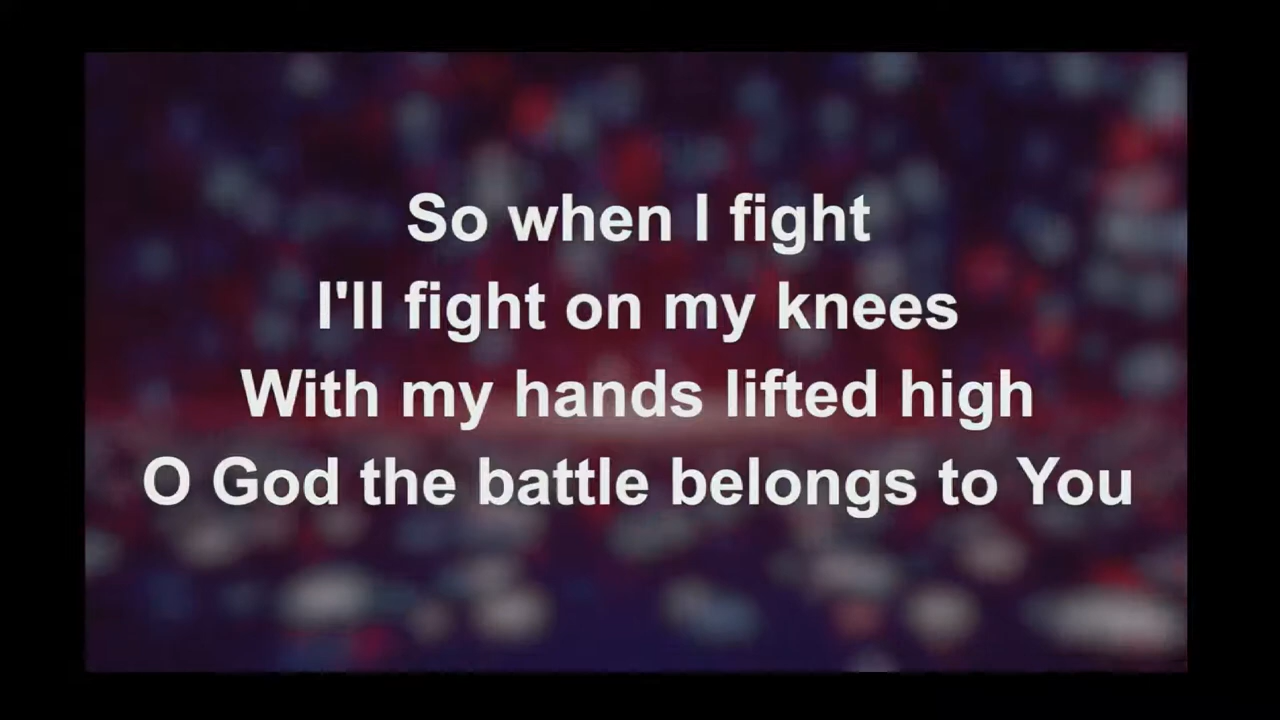 So when I fight
I'll fight on my knees
With my hands lifted high
O God the battle belongs to You